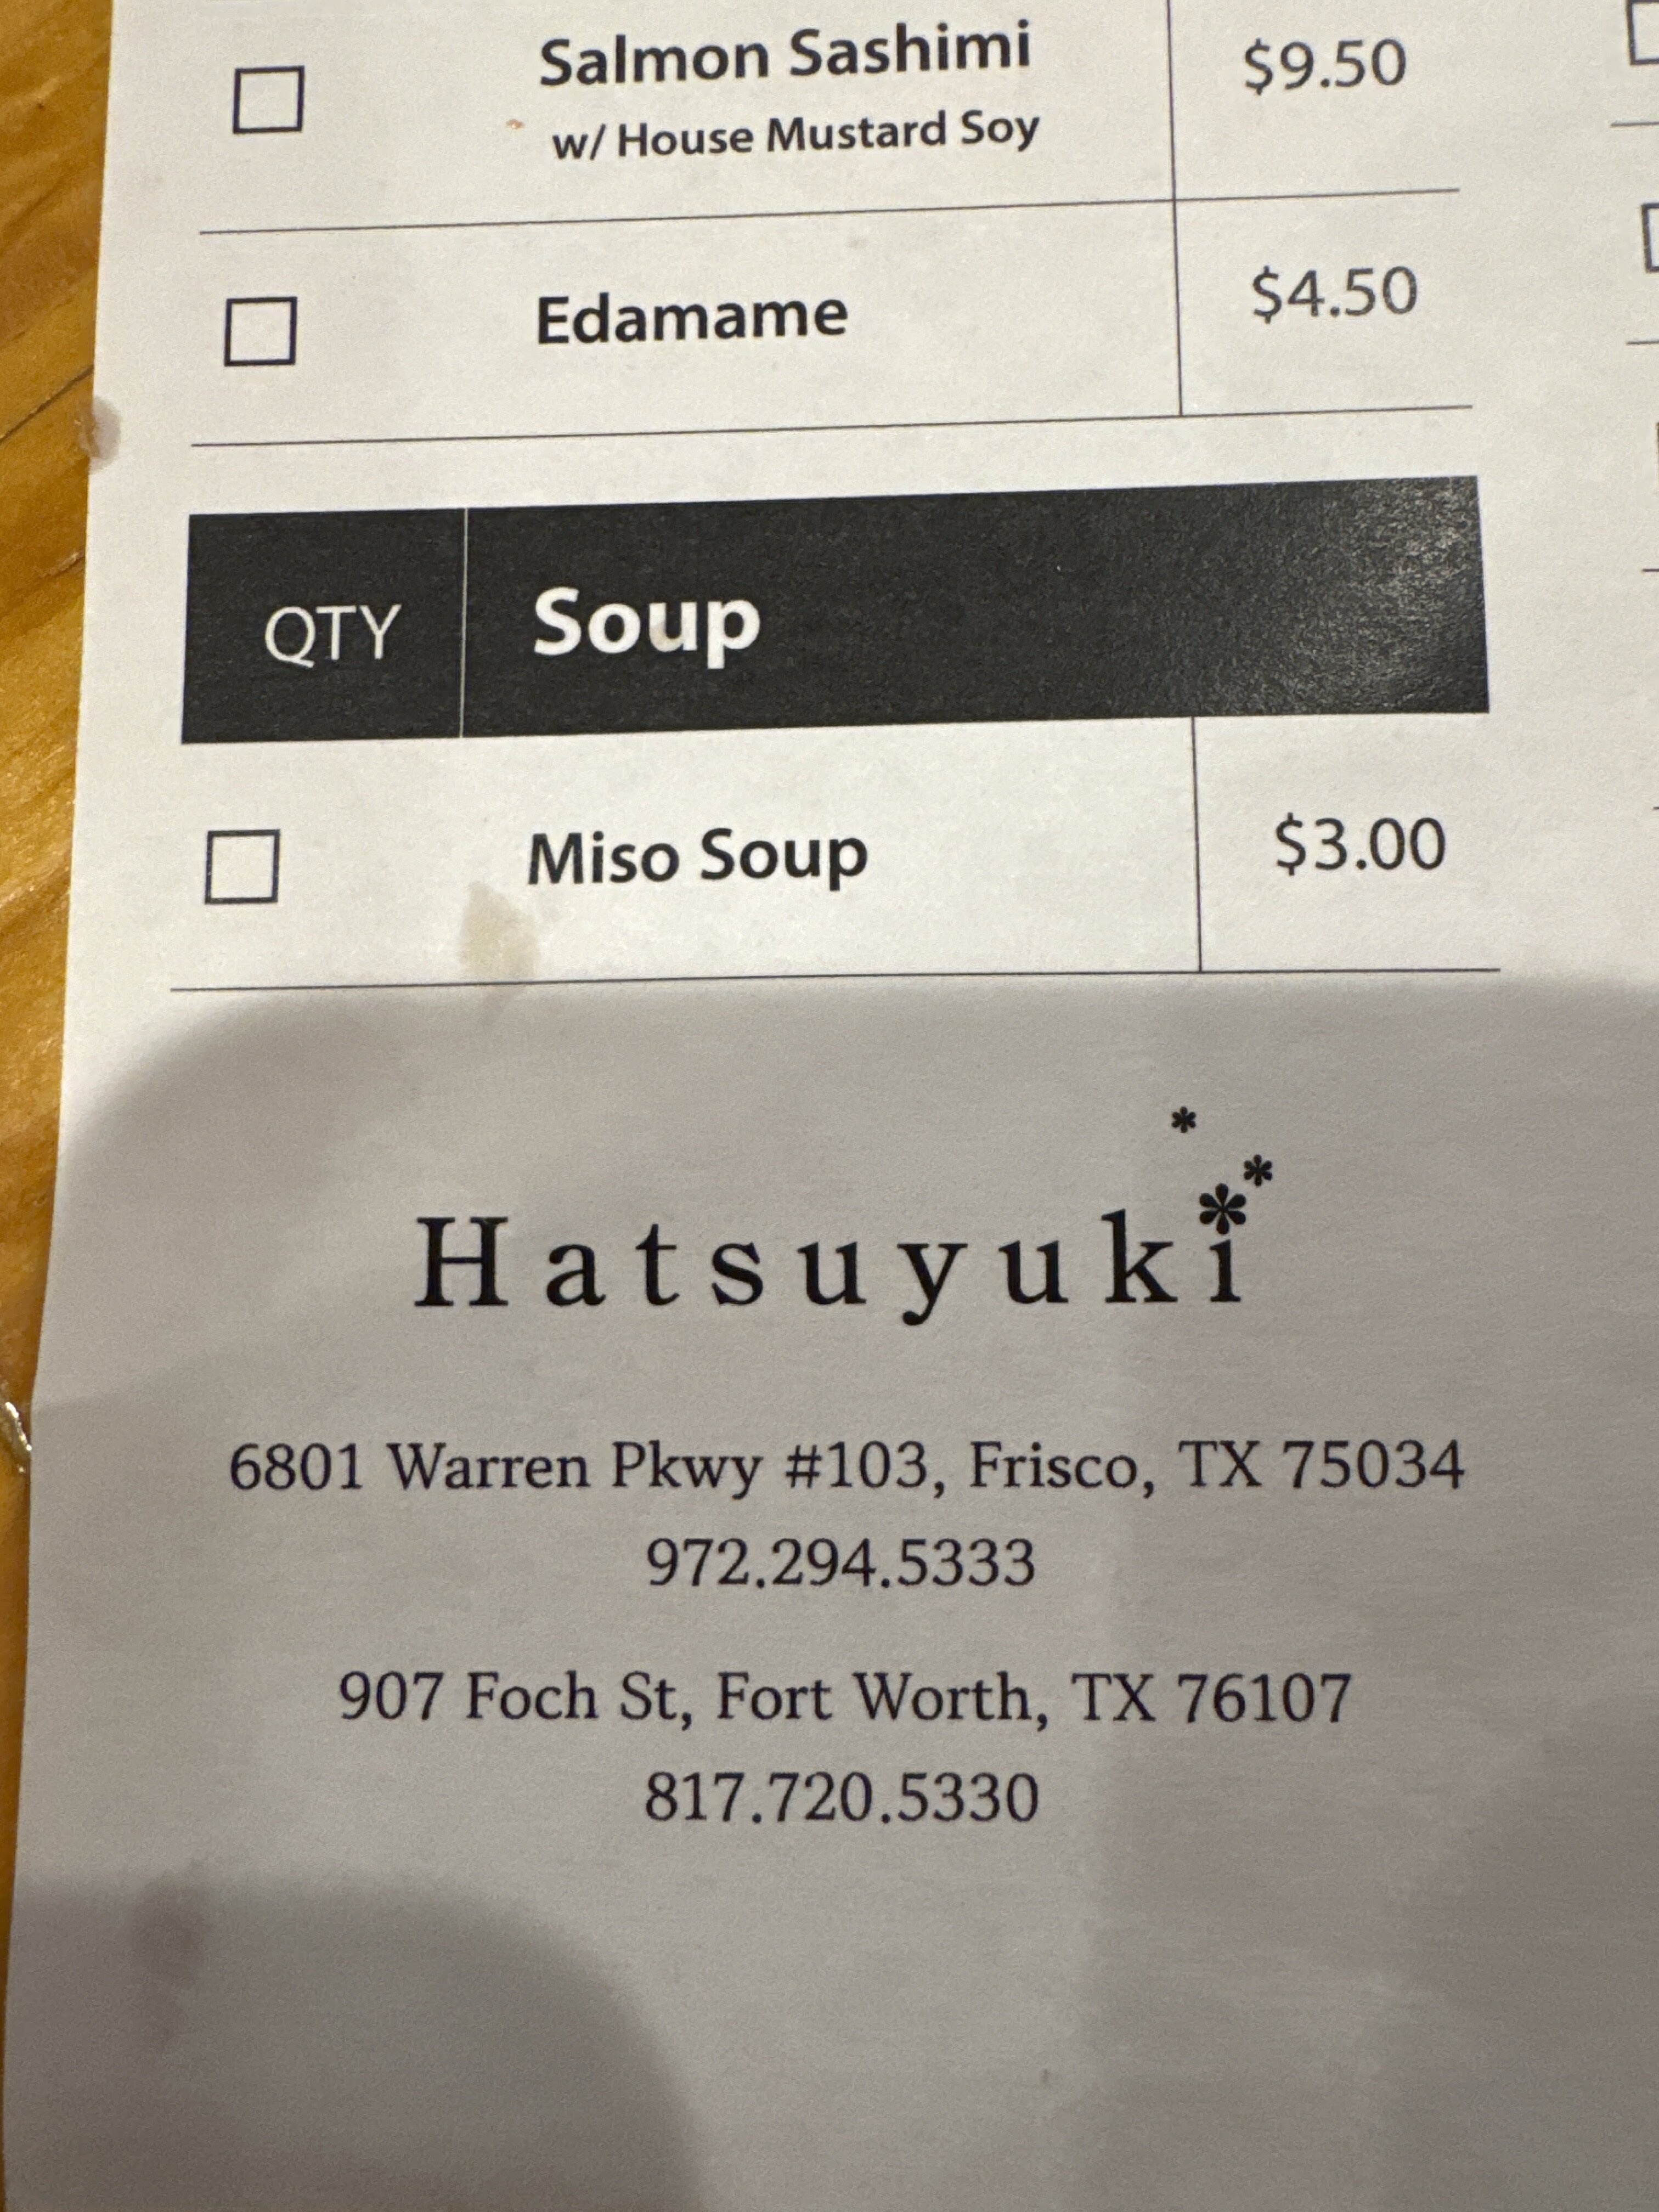 Salmon Sashimi $9.50
w/ House Mustard Soy
Edamame $4.50
QTY Soup
Miso Soup $3.00
Hatsuyuki
6801 Warren Pkwy #103, Frisco, TX 75034
972.294.5333
907 Foch St, Fort Worth, TX 76107
817.720.5330